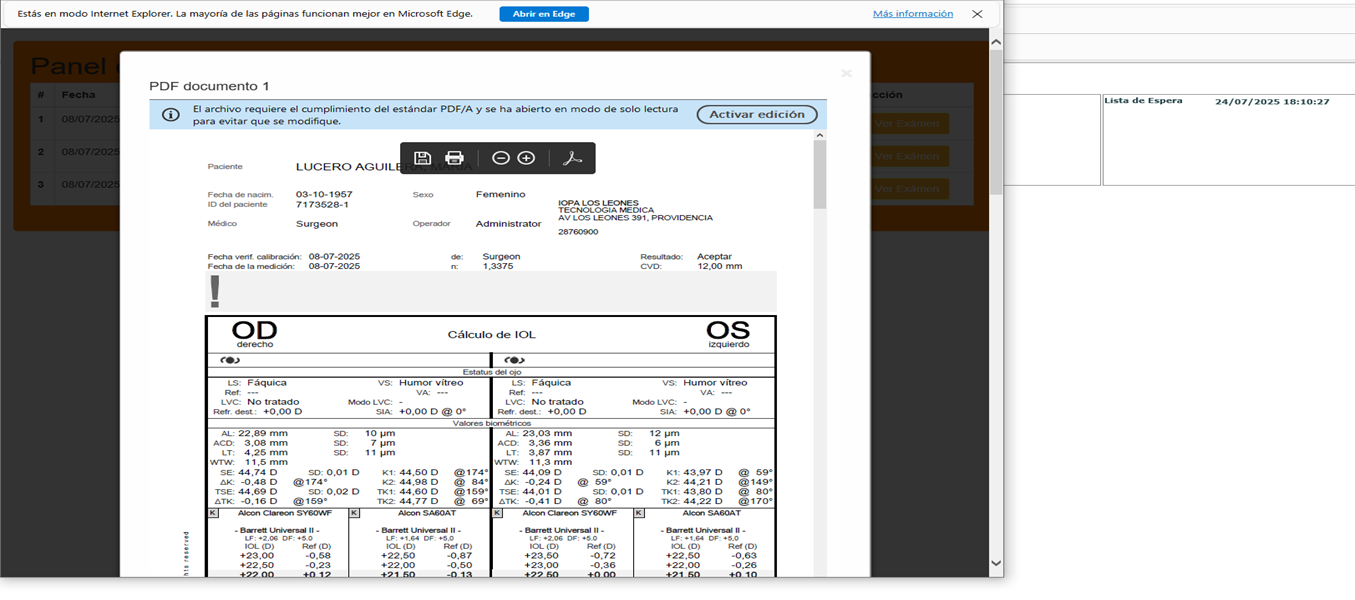 Estás en modo Internet Explorer. La mayoría de las páginas funcionan mejor en Microsoft Edge. Abrir en Edge Más información
Panel
# Fecha
1 08/07/2025 Ver Exámen
2 08/07/2025 Ver Exámen
3 08/07/2025 Ver Exámen
Lista de Espera 24/07/2025 18:10:27
PDF documento 1
El archivo requiere el cumplimiento del estándar PDF/A y se ha abierto en modo de solo lectura
para evitar que se modifique.
Activar edición
Paciente LUCERO AGUILERA, MARIA
Fecha de nacim. 03-10-1957 Sexo Femenino
ID del paciente 7173528-1
Médico Surgeon Operador Administrator
IOPA LOS LEONES
TECNOLOGIA MEDICA
AV LOS LEONES 391, PROVIDENCIA
28760900
Fecha verif. calibración: 08-07-2025 de: Surgeon Resultado: Aceptar
Fecha de la medición: 08-07-2025 n: 1,3375 CVD: 12,00 mm
!
OD Cálculo de IOL OS
derecho izquierdo
Estatus del ojo
LS: Fáquica VS: Humor vítreo LS: Fáquica VS: Humor vítreo
Ref: --- VA: --- Ref: --- VA: ---
LVC: No tratado Modo LVC: - LVC: No tratado Modo LVC: -
Refr. dest.: +0,00 D SIA: +0,00 D @ 0° Refr. dest.: +0,00 D SIA: +0,00 D @ 0°
Valores biométricos
AL: 22,89 mm SD: 10 µm AL: 23,03 mm SD: 12 µm
ACD: 3,08 mm SD: 7 µm ACD: 3,36 mm SD: 6 µm
LT: 4,25 mm SD: 11 µm LT: 3,87 mm SD: 11 µm
WTW: 11,5 mm WTW: 11,3 mm
SE: 44,74 D SD: 0,01 D K1: 44,50 D @174° SE: 44,09 D SD: 0,01 D K1: 43,97 D @ 59°
ΔK: -0,48 D @174° K2: 44,98 D @ 84° ΔK: -0,24 D @ 59° K2: 44,21 D @149°
TSE: 44,69 D SD: 0,02 D TK1: 44,60 D @159° TSE: 44,01 D SD: 0,01 D TK1: 43,80 D @ 80°
ΔTK: -0,16 D @159° TK2: 44,77 D @ 69° ΔTK: -0,41 D @ 80° TK2: 44,22 D @170°
K Alcon Clareon SY60WF K Alcon SA60AT K Alcon Clareon SY60WF K Alcon SA60AT
- Barrett Universal II - - Barrett Universal II - - Barrett Universal II - - Barrett Universal II -
LF: +2,06 DF: +5,0 LF: +1,64 DF: +5,0 LF: +2,06 DF: +5,0 LF: +1,64 DF: +5,0
IOL (D) Ref (D) IOL (D) Ref (D) IOL (D) Ref (D) IOL (D) Ref (D)
+23,00 -0,58 +22,50 -0,87 +23,50 -0,72 +22,50 -0,63
+22,50 -0,23 +22,00 -0,50 +23,00 -0,36 +22,00 -0,26
+22,00 +0,12 +21,50 -0,13 +22,50 +0,00 +21,50 +0,10